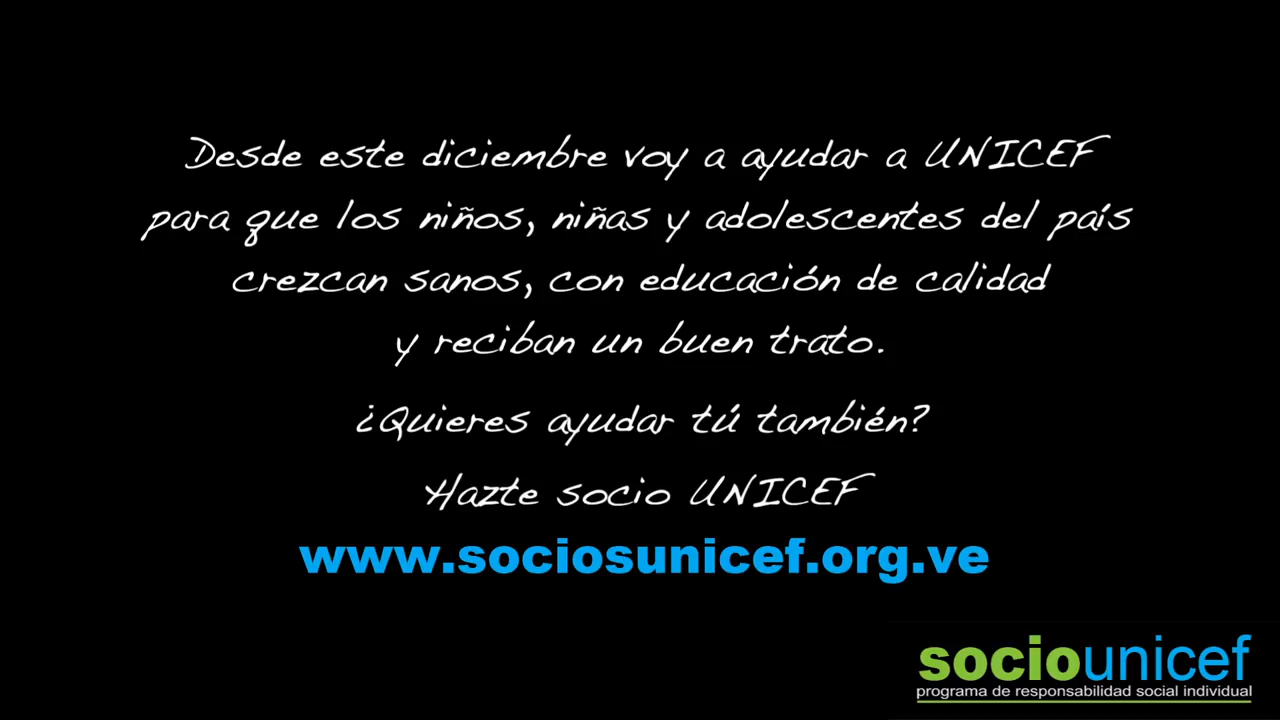 Desde este diciembre voy a ayudar a UNICEF
para que los niños, niñas y adolescentes del país
crezcan sanos, con educación de calidad
y reciban un buen trato.
¿Quieres ayudar tú también?
Hazte socio UNICEF
www.sociosunicef.org.ve
sociounicef
programa de responsabilidad social individual